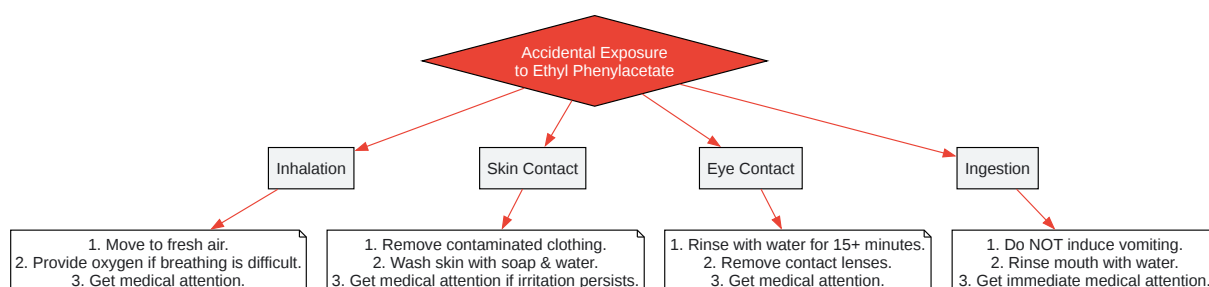 Accidental Exposure
to Ethyl Phenylacetate
Inhalation
Skin Contact
Eye Contact
Ingestion
1. Move to fresh air.
2. Provide oxygen if breathing is difficult.
3. Get medical attention.
1. Remove contaminated clothing.
2. Wash skin with soap & water.
3. Get medical attention if irritation persists.
1. Rinse with water for 15+ minutes.
2. Remove contact lenses.
3. Get medical attention.
1. Do NOT induce vomiting.
2. Rinse mouth with water.
3. Get immediate medical attention.